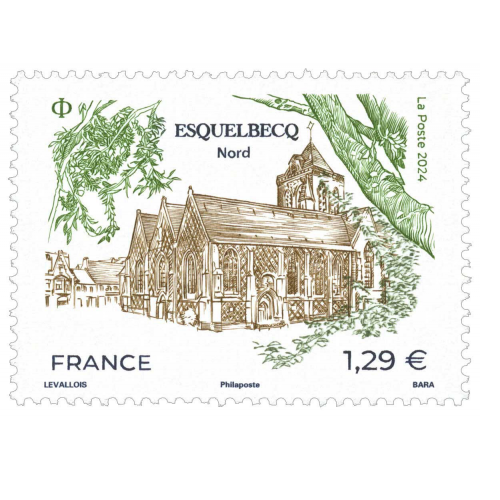 Φ
ESQUELBECQ
Nord
La Poste 2024
FRANCE
1,29 €
LEVALLOIS
Philaposte
BARA